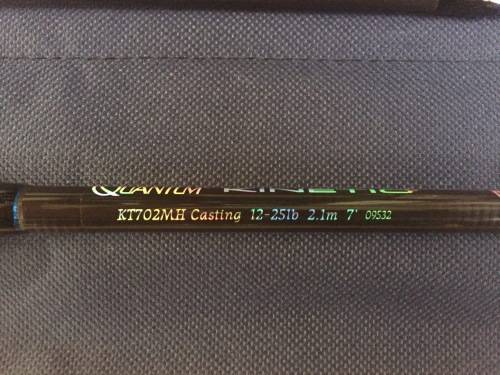 QUANTUM KINETIC
KT702MH Casting 12-25lb 2.1m 7' 09532